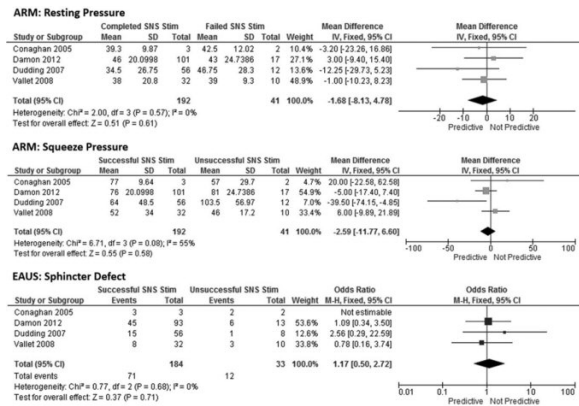 ARM: Resting Pressure
Completed SNS Stim Failed SNS Stim Mean Difference Mean Difference
Study or Subgroup Mean SD Total Mean SD Total Weight IV, Fixed, 95% CI IV, Fixed, 95% CI
Conaghan 2005 39.3 9.87 3 42.5 12.02 2 10.4% -3.20 [-23.26, 16.86]
Damon 2012 46 20.0998 101 43 24.7386 17 27.1% 3.00 [-9.40, 15.40]
Dudding 2007 34.5 26.75 56 46.75 28.3 12 13.6% -12.25 [-29.73, 5.23]
Vallet 2008 38 20.8 32 39 9.3 10 48.9% -1.00 [-10.23, 8.23]
Total (95% CI) 192 41 100.0% -1.68 [-8.13, 4.78]
Heterogeneity: Chi² = 2.00, df = 3 (P = 0.57); I² = 0%
Test for overall effect: Z = 0.51 (P = 0.61)
-20 -10 0 10 20
Predictive Not Predictive
ARM: Squeeze Pressure
Successful SNS Stim Unsuccessful SNS Stim Mean Difference Mean Difference
Study or Subgroup Mean SD Total Mean SD Total Weight IV, Fixed, 95% CI IV, Fixed, 95% CI
Conaghan 2005 77 9.64 3 57 29.7 2 4.7% 20.00 [-22.58, 62.58]
Damon 2012 76 20.0998 101 81 24.7386 17 54.9% -5.00 [-17.40, 7.40]
Dudding 2007 64 48.5 56 103.5 56.97 12 7.0% -39.50 [-74.15, -4.85]
Vallet 2008 52 34 32 46 17.2 10 -9.89, 21.89]
Total (95% CI) 192 41 100.0% -2.59 [-11.77, 6.60]
Heterogeneity: Chi² = 6.71, df = 3 (P = 0.08); I² = 55%
Test for overall effect: Z = 0.55 (P = 0.58)
Predictive Not Predictive
EAUS: Sphincter Defect
Successful SNS Stim Unsuccessful SNS Stim Odds Ratio Odds Ratio
Study or Subgroup Events Total Events Total Weight M-H, Fixed, 95% CI M-H, Fixed, 95% CI
Conaghan 2005 3 3 2 2 Not estimable
Damon 2012 45 93 6 13 53.6% 1.09 [0.34, 3.50]
Dudding 2007 15 56 1 8 2.56 [0.29, 22.59]
Vallet 2008 8 32 3 10 0.78 [0.16, 3.74]
Total (95% CI) 184 33 100.0% 1.17 [0.50, 2.72]
Total events 71 12
Heterogeneity: Chi² = 0.77, df = 2 (P = 0.68); I² = 0%
Test for overall effect: Z = 0.37 (P = 0.71)
0.01 0.1 1 10 100
Predictive Not Predictive